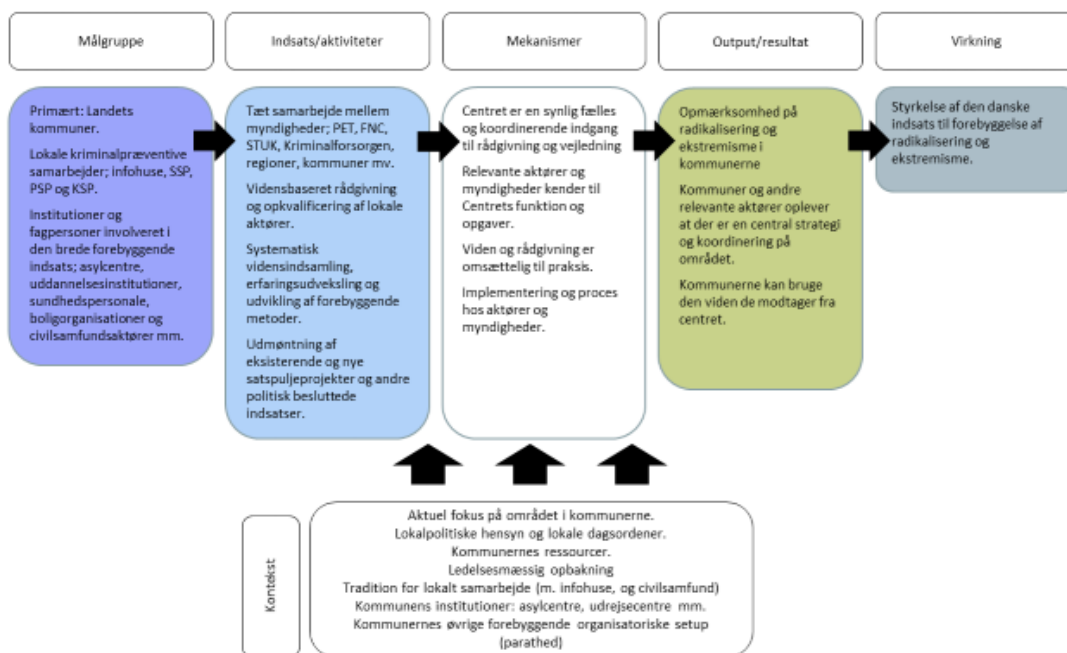 Målgruppe
Indsats/aktiviteter
Mekanismer
Output/resultat
Virkning
Primært: Landets
kommuner.
Lokale kriminalpræventive
samarbejder; infohuse, SSP,
PSP og KSP.
Institutioner og
fagpersoner involveret i
den brede forebyggende
indsats; asylcentre,
uddannelsesinstitutioner,
sundhedspersonale,
boligorganisationer og
civilsamfundsaktører mm.
Tæt samarbejde mellem
myndigheder; PET, FNC,
STUK, Kriminalforsorgen,
regioner, kommuner mv.
Vidensbaseret rådgivning
og opkvalificering af lokale
aktører.
Systematisk
vidensindsamling,
erfaringsudveksling og
udvikling af forebyggende
metoder.
Udmøntning af
eksisterende og nye
satspuljeprojekter og andre
politisk besluttede
indsatser.
Centret er en synlig fælles
og koordinerende indgang
til rådgivning og vejledning
Relevante aktører og
myndigheder kender til
Centrets funktion og
opgaver.
Viden og rådgivning er
omsættelig til praksis.
Implementering og proces
hos aktører og
myndigheder.
Opmærksomhed på
radikalisering og
ekstremisme i
kommunerne
Kommuner og andre
relevante aktører oplever
at der er en central strategi
og koordinering på
området.
Kommunerne kan bruge
den viden de modtager fra
centret.
Styrkelse af den danske
indsats til forebyggelse af
radikalisering og
ekstremisme.
Kontekst
Aktuel fokus på området i kommunerne.
Lokalpolitiske hensyn og lokale dagsordener.
Kommunernes ressourcer.
Ledelsesmæssig opbakning
Tradition for lokalt samarbejde (m. infohuse, og civilsamfund)
Kommunens institutioner: asylcentre, udrejsecentre mm.
Kommunernes øvrige forebyggende organisatoriske setup
(parathed)